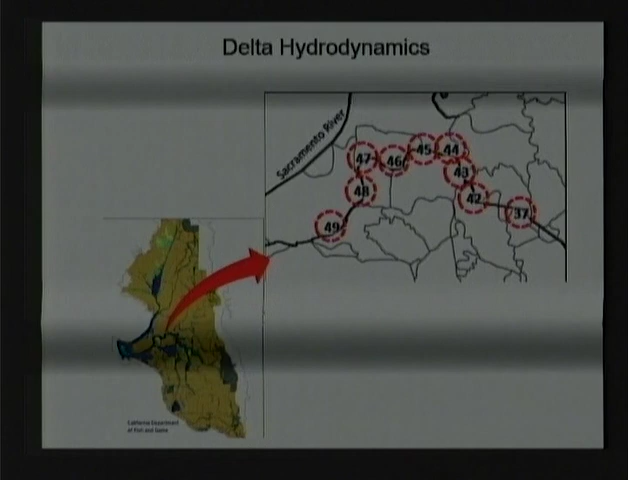 Delta Hydrodynamics
Sacramento River
47
46
45
44
43
48
42
49
37
California Department
of Fish and Game